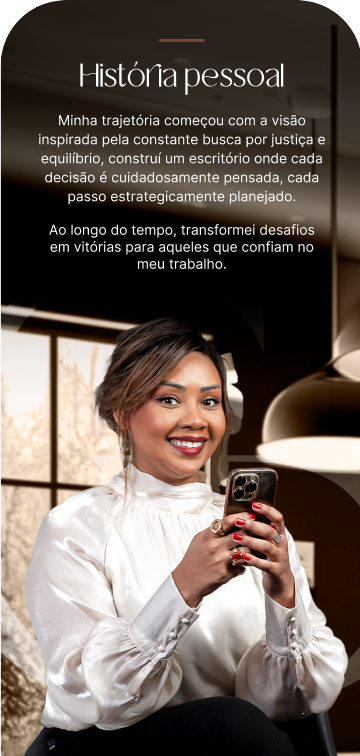 História pessoal
Minha trajetória começou com a visão
inspirada pela constante busca por justiça e
equilíbrio, construí um escritório onde cada
decisão é cuidadosamente pensada, cada
passo estrategicamente planejado.
Ao longo do tempo, transformei desafios
em vitórias para aqueles que confiam no
meu trabalho.